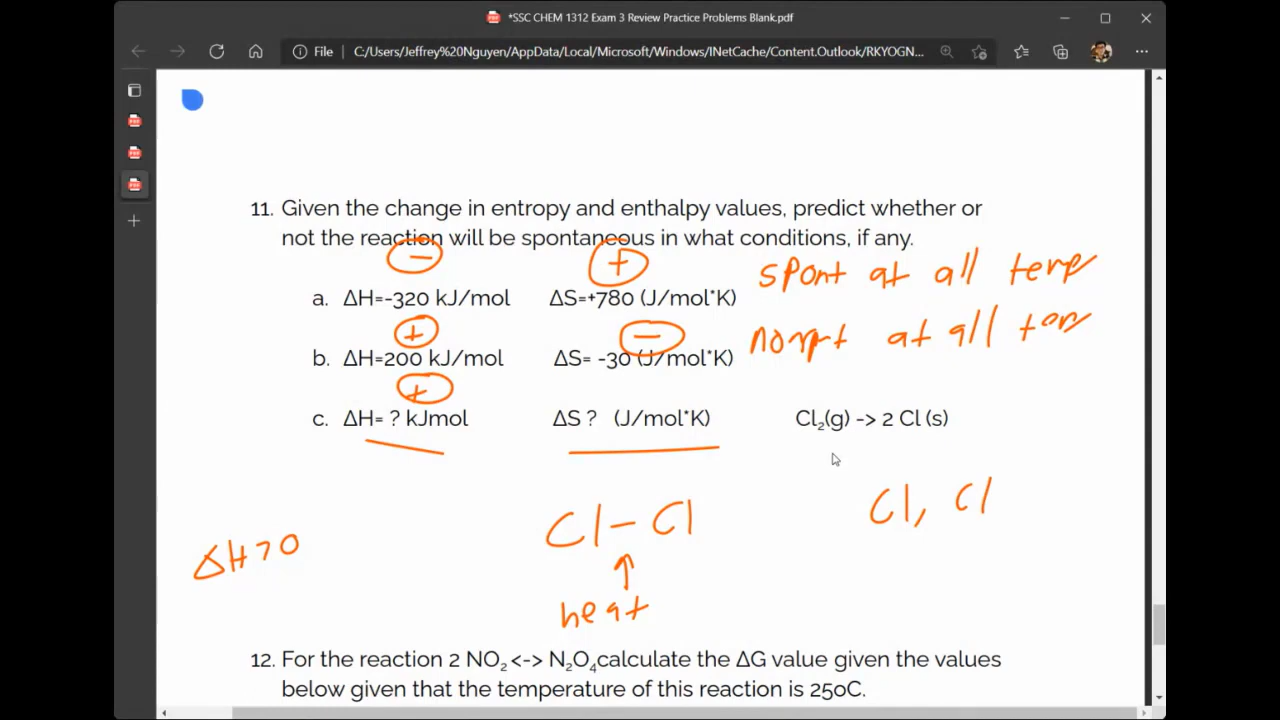 *SSC CHEM 1312 Exam 3 Review Practice Problems Blank.pdf
File C:/Users/Jeffrey%20Nguyen/AppData/Local/Microsoft/Windows/INetCache/Content.Outlook/RKYOGN...
11. Given the change in entropy and enthalpy values, predict whether or
not the reaction will be spontaneous in what conditions, if any.
− +
spont at all temp
a. ΔH=-320 kJ/mol ΔS=+780 (J/mol*K)
+ −
at all
b. ΔH=200 kJ/mol ΔS= -30 (J/mol*K)
+
c. ΔH= ? kJmol ΔS ? (J/mol*K) Cl₂(g) -> 2 Cl (s)
Cl − Cl Cl, Cl
ΔH>0
↑
heat
12. For the reaction 2 NO₂<-> N₂O₄calculate the ΔG value given the values
below given that the temperature of this reaction is 25oC.